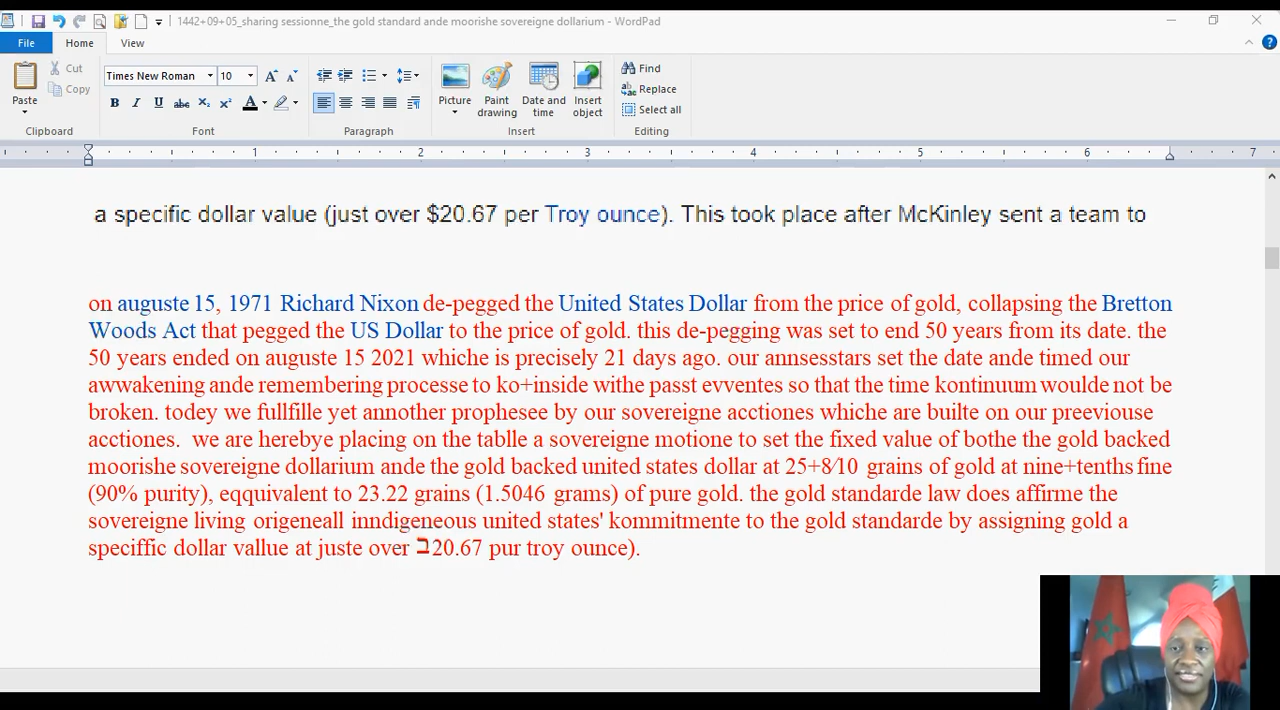 1442+09+05_sharing sessionne_the gold standard ande moorishe sovereigne dollarium - WordPad
File Home View
Cut
Copy
Paste
Clipboard
Times New Roman 10
B I U abc X₂ X² A
Font
Paragraph
Picture
Paint drawing
Date and time
Insert object
Insert
Find
Replace
Select all
Editing
1 2 3 4 5 6 7
a specific dollar value (just over $20.67 per Troy ounce). This took place after McKinley sent a team to
on auguste 15, 1971 Richard Nixon de-pegged the United States Dollar from the price of gold, collapsing the Bretton
Woods Act that pegged the US Dollar to the price of gold. this de-pegging was set to end 50 years from its date. the
50 years ended on auguste 15 2021 whiche is precisely 21 days ago. our annsesstars set the date ande timed our
awwakening ande remembering processe to ko+inside withe passt evventes so that the time kontinuum woulde not be
broken. todey we fullfille yet annother prophesee by our sovereigne acctiones whiche are builte on our preeviouse
acctiones. we are herebye placing on the tablle a sovereigne motione to set the fixed value of bothe the gold backed
moorishe sovereigne dollarium ande the gold backed united states dollar at 25+8⁄10 grains of gold at nine+tenths fine
(90% purity), eqquivalent to 23.22 grains (1.5046 grams) of pure gold. the gold standarde law does affirme the
sovereigne living origeneall inndigeneous united states' kommitmente to the gold standarde by assigning gold a
speciffic dollar vallue at juste over בּ20.67 pur troy ounce).